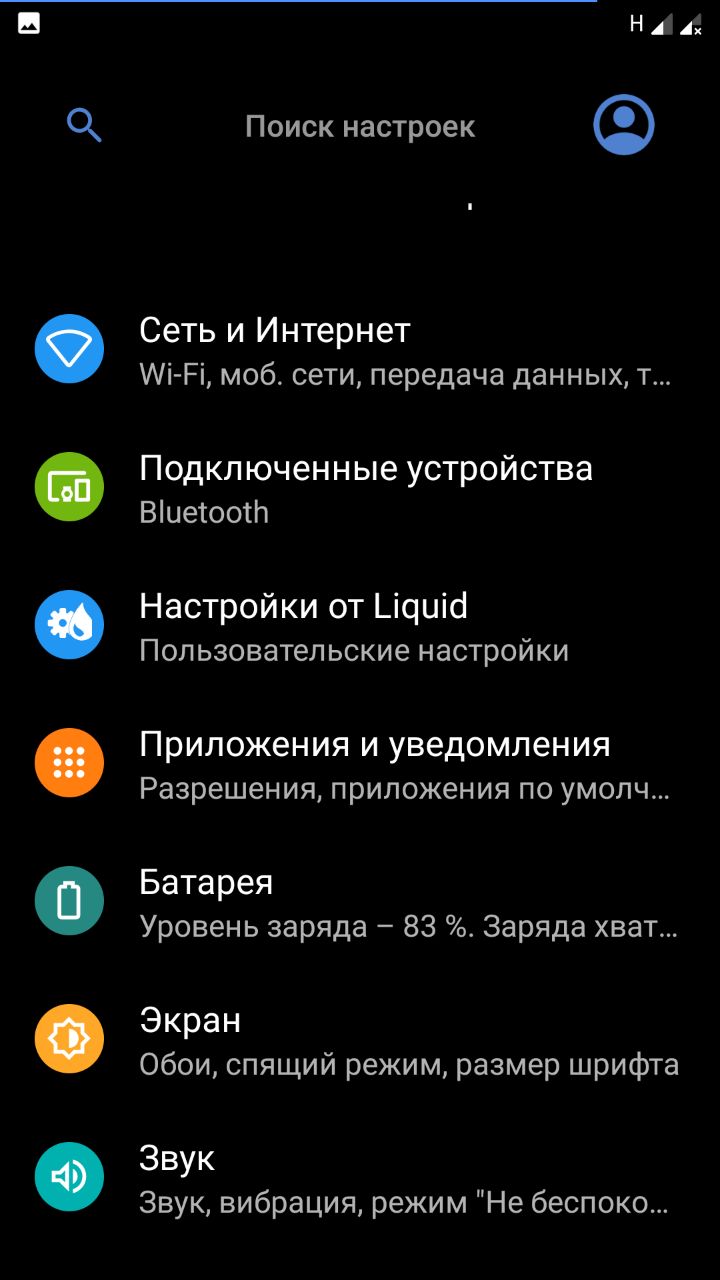 H
Поиск настроек
Сеть и Интернет
Wi-Fi, моб. сети, передача данных, т...
Подключенные устройства
Bluetooth
Настройки от Liquid
Пользовательские настройки
Приложения и уведомления
Разрешения, приложения по умолч...
Батарея
Уровень заряда – 83 %. Заряда хват...
Экран
Обои, спящий режим, размер шрифта
Звук
Звук, вибрация, режим "Не беспоко...